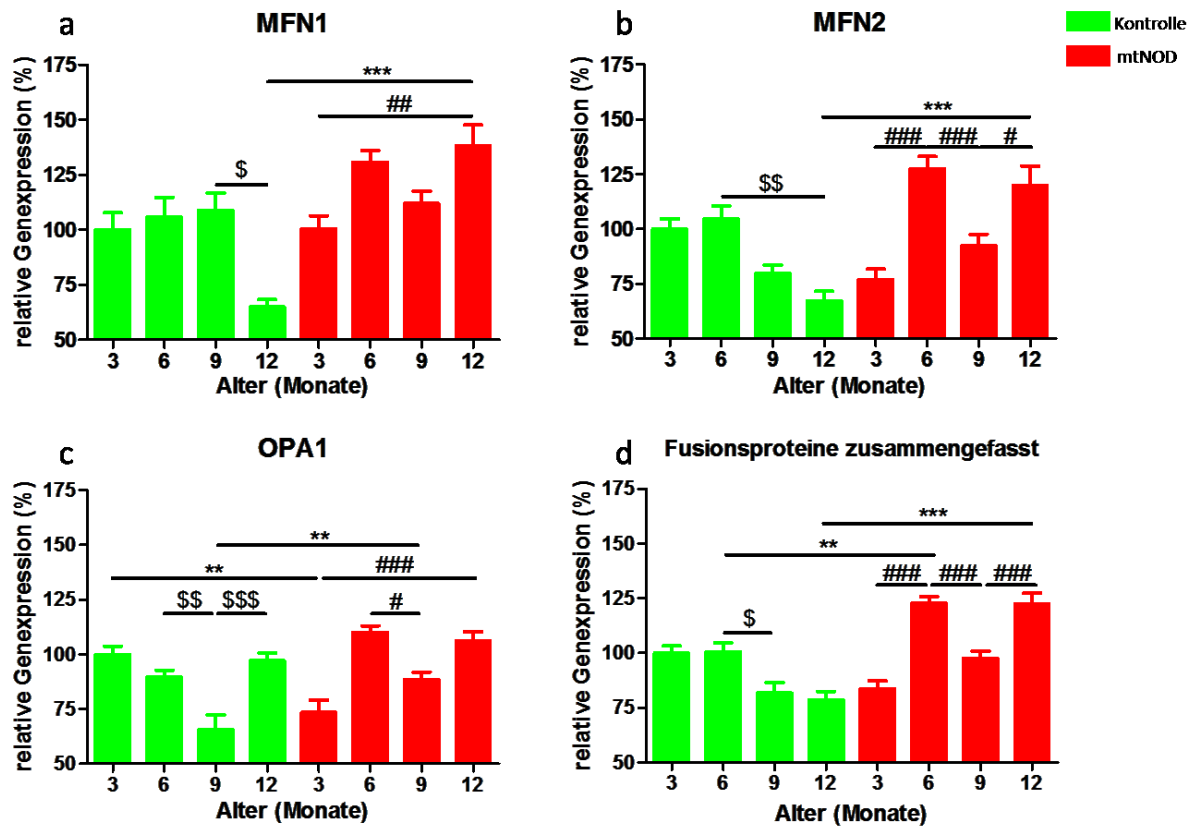 a MFN1
relative Genexpression (%)
175
150
125
100
75
50
***
##
$
3 6 9 12 3 6 9 12
Alter (Monate)
b MFN2
relative Genexpression (%)
175
150
125
100
75
50
***
### ### #
$$
3 6 9 12 3 6 9 12
Alter (Monate)
Kontrolle
mtNOD
c OPA1
relative Genexpression (%)
175
150
125
100
75
50
**
** ###
$$ $$$ #
3 6 9 12 3 6 9 12
Alter (Monate)
d Fusionsproteine zusammengefasst
relative Genexpression (%)
175
150
125
100
75
50
***
**
### ### ###
$
3 6 9 12 3 6 9 12
Alter (Monate)